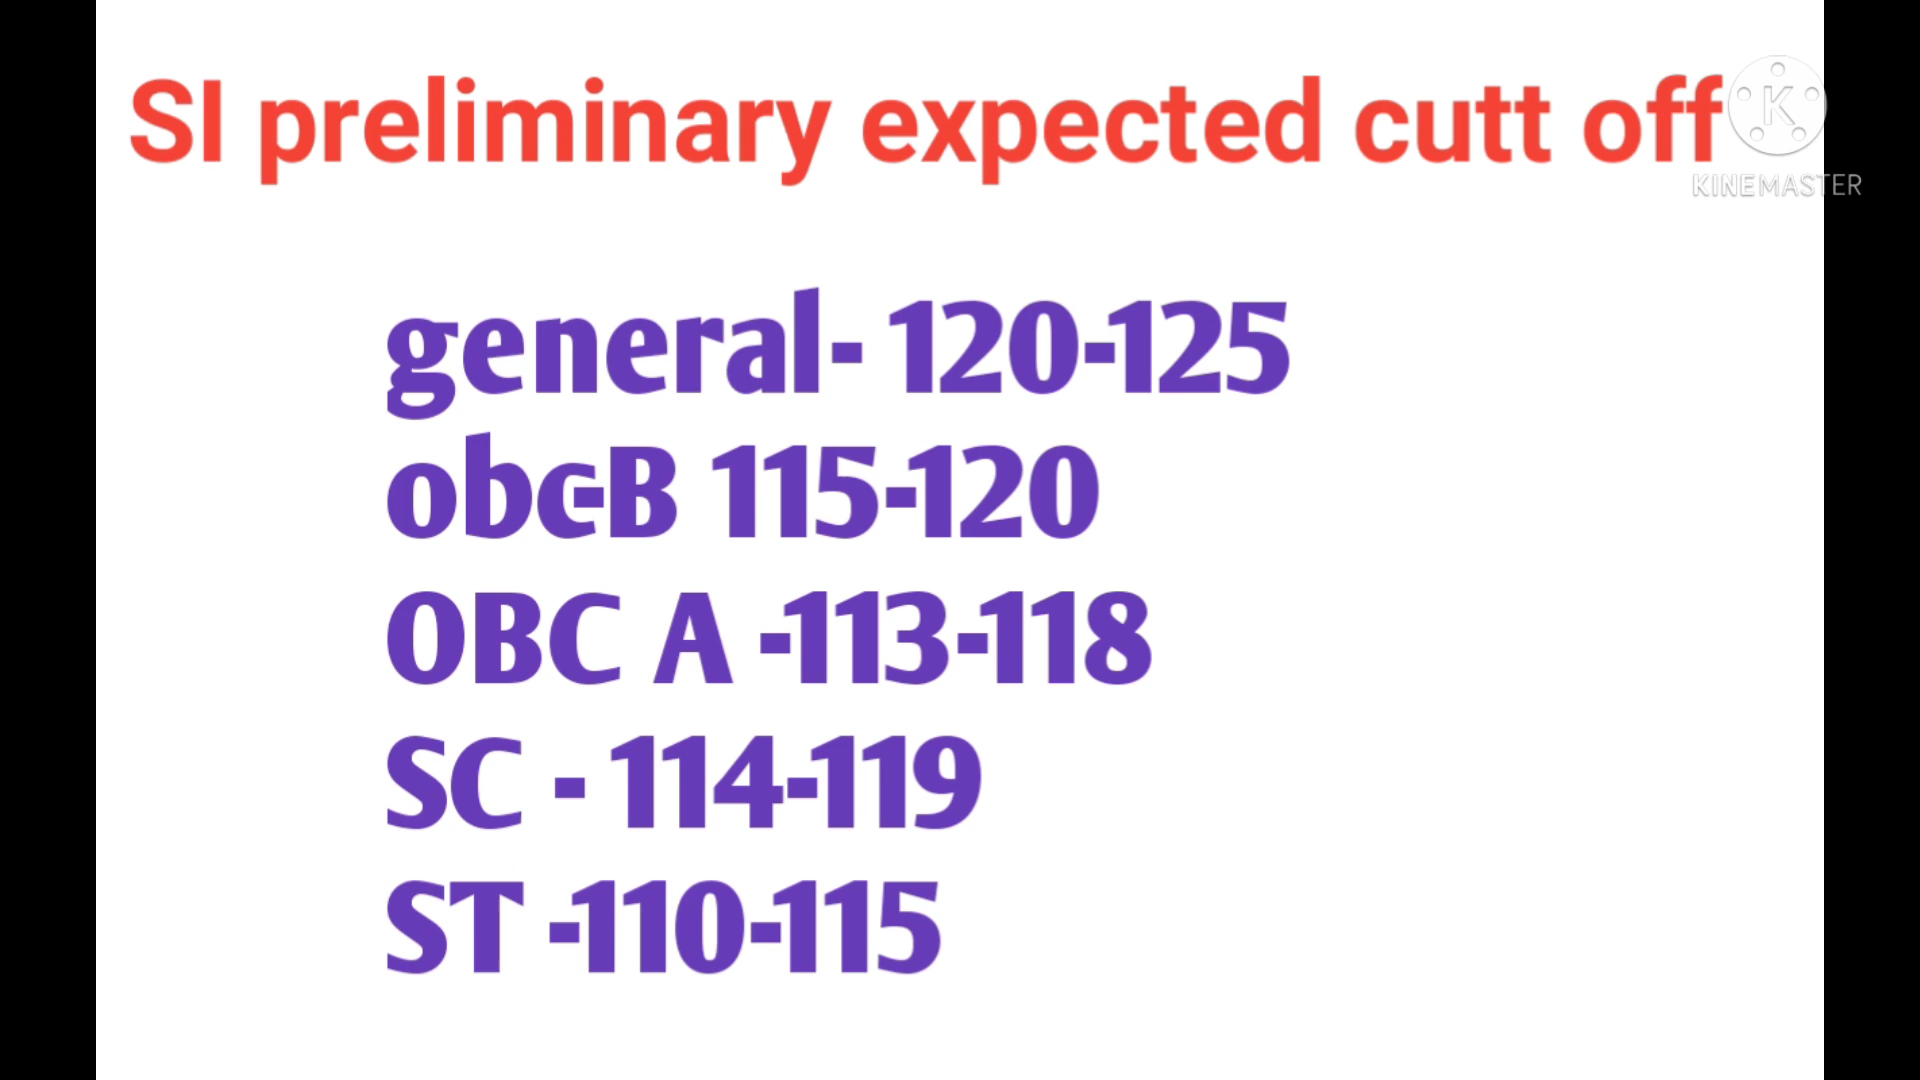 SI preliminary expected cutt off
KINEMASTER
general- 120-125
obc-B 115-120
OBC A -113-118
SC - 114-119
ST -110-115